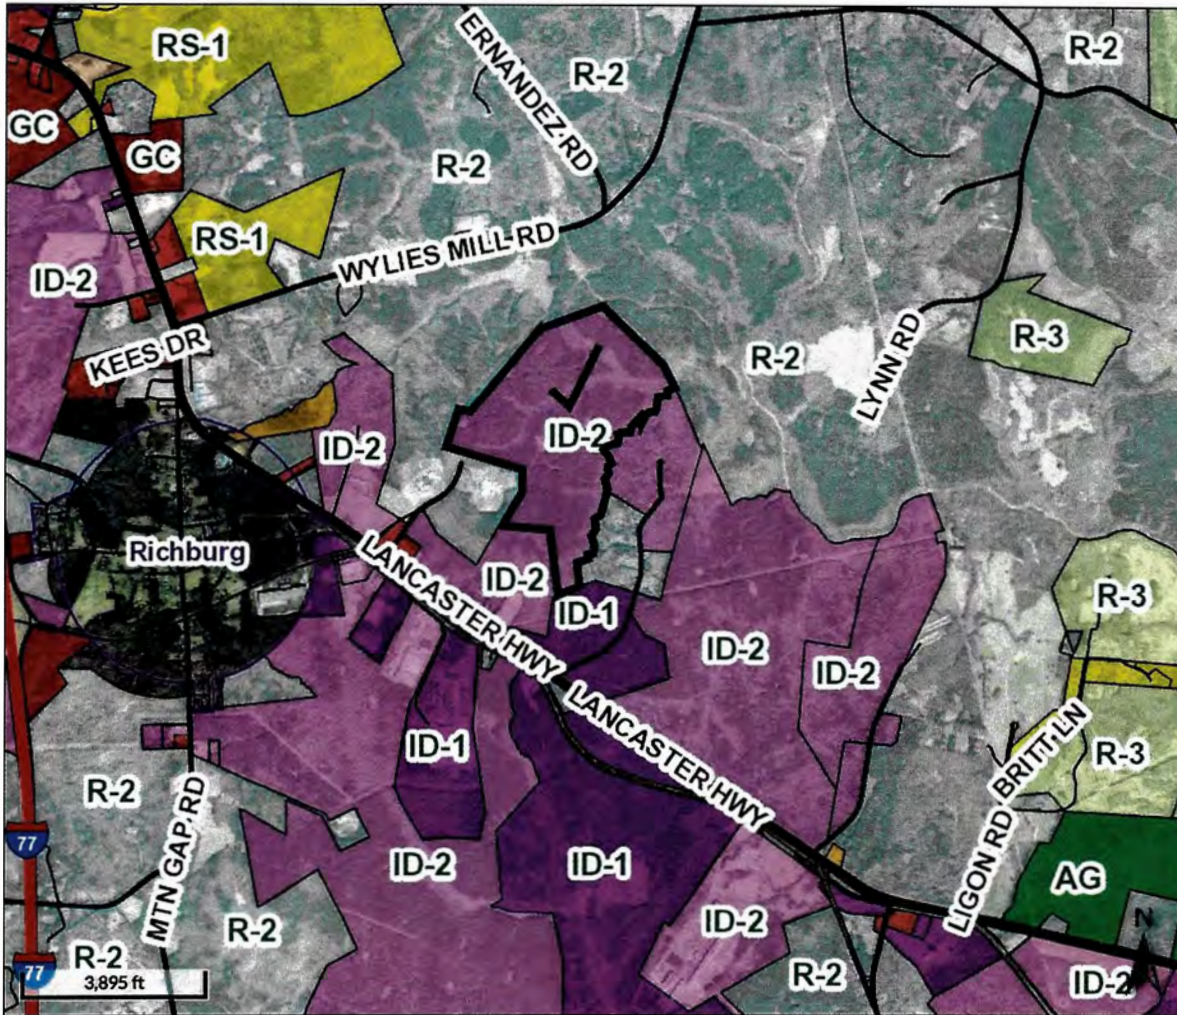 RS-1
ERNANDEZ RD
R-2
R-2
GC
GC
R-2
RS-1
WYLIES MILL RD
ID-2
KEES DR
R-2
LYNN RD
R-3
ID-2
ID-2
Richburg
LANCASTER HWY
ID-2
ID-1
R-3
ID-2
ID-2
LANCASTER HWY
ID-1
LIGON RD
BRITT LN
R-3
R-2
MTN GAP RD
77
ID-2
ID-1
AG
R-2
ID-2
N
R-2
77
R-2
ID-2
3,895 ft